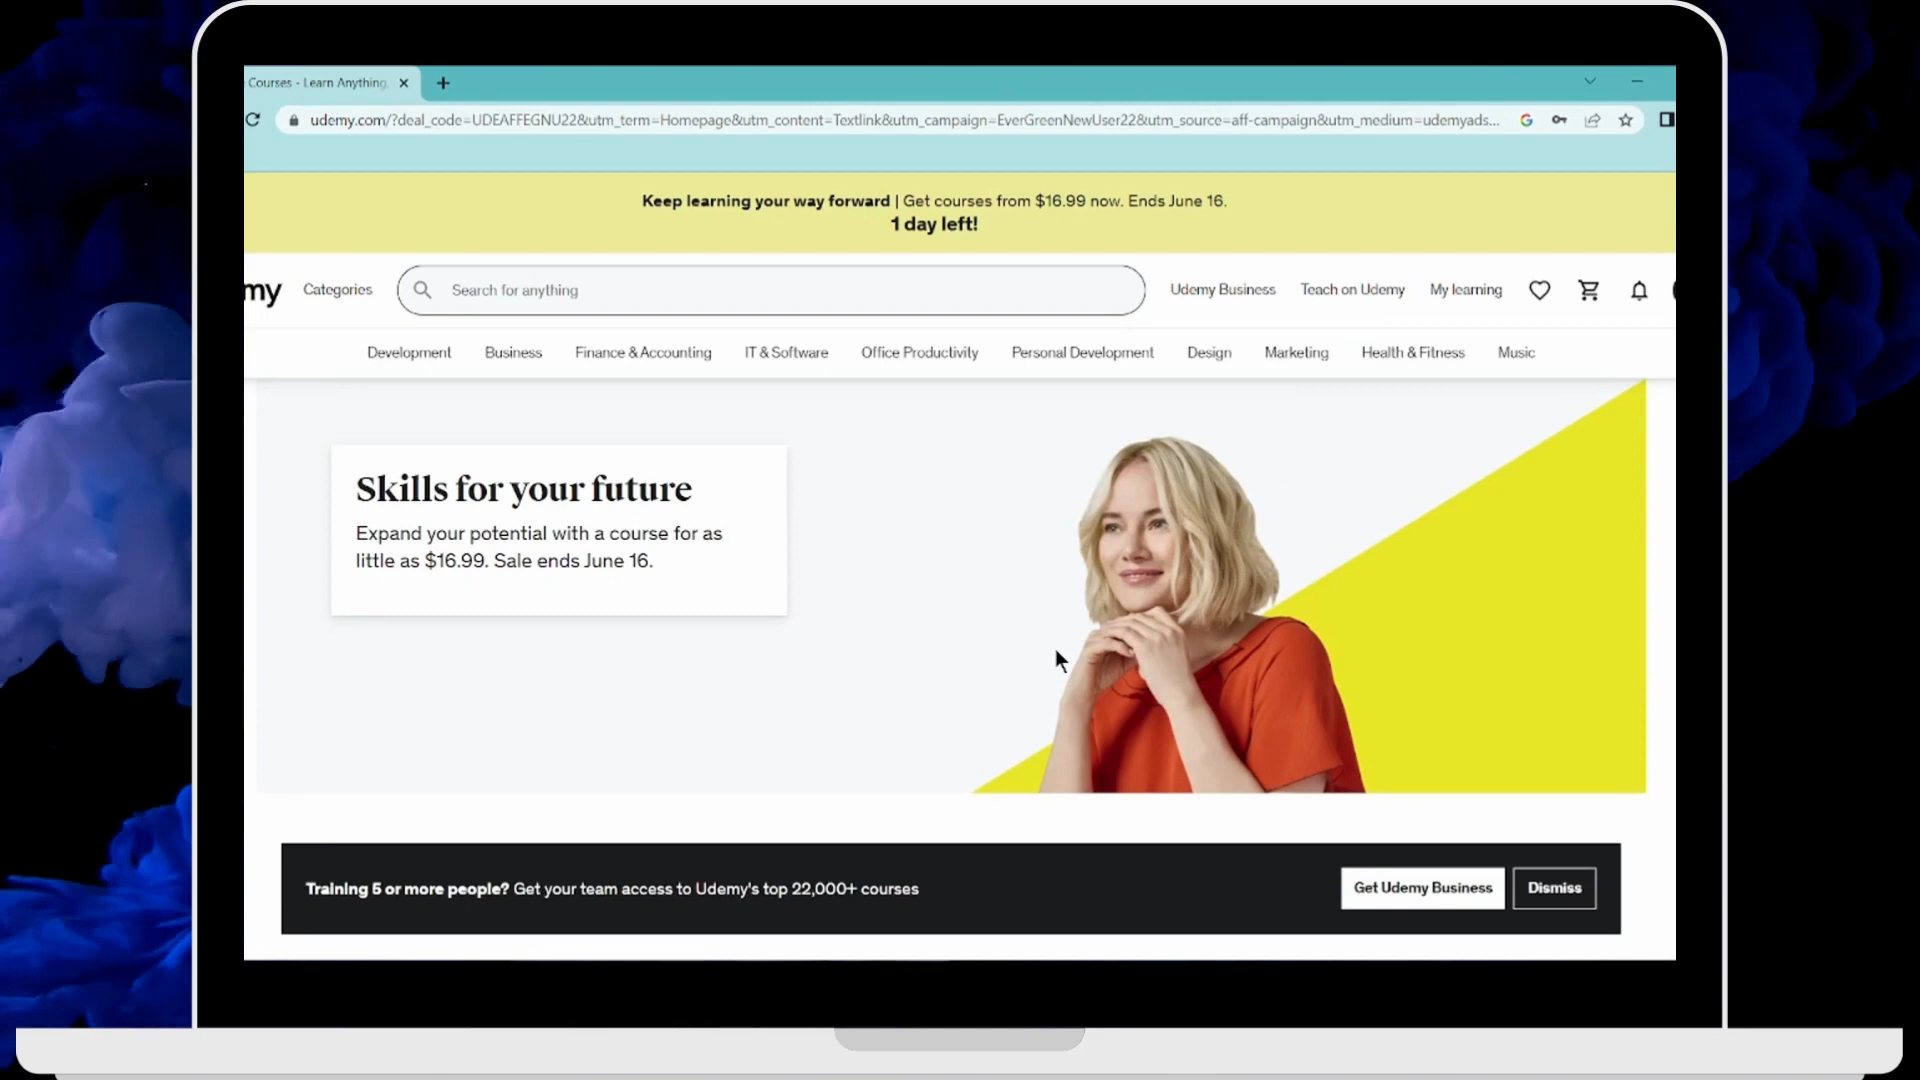 Courses - Learn Anything,
udemy.com/?deal_code=UDEAFFEGNU22&utm_term=Homepage&utm_content=Textlink&utm_campaign=EverGreenNewUser22&utm_source=aff-campaign&utm_medium=udemyads...
Keep learning your way forward | Get courses from $16.99 now. Ends June 16.
1 day left!
my Categories Search for anything Udemy Business Teach on Udemy My learning
Development Business Finance & Accounting IT & Software Office Productivity Personal Development Design Marketing Health & Fitness Music
Skills for your future
Expand your potential with a course for as
little as $16.99. Sale ends June 16.
Training 5 or more people? Get your team access to Udemy's top 22,000+ courses Get Udemy Business Dismiss